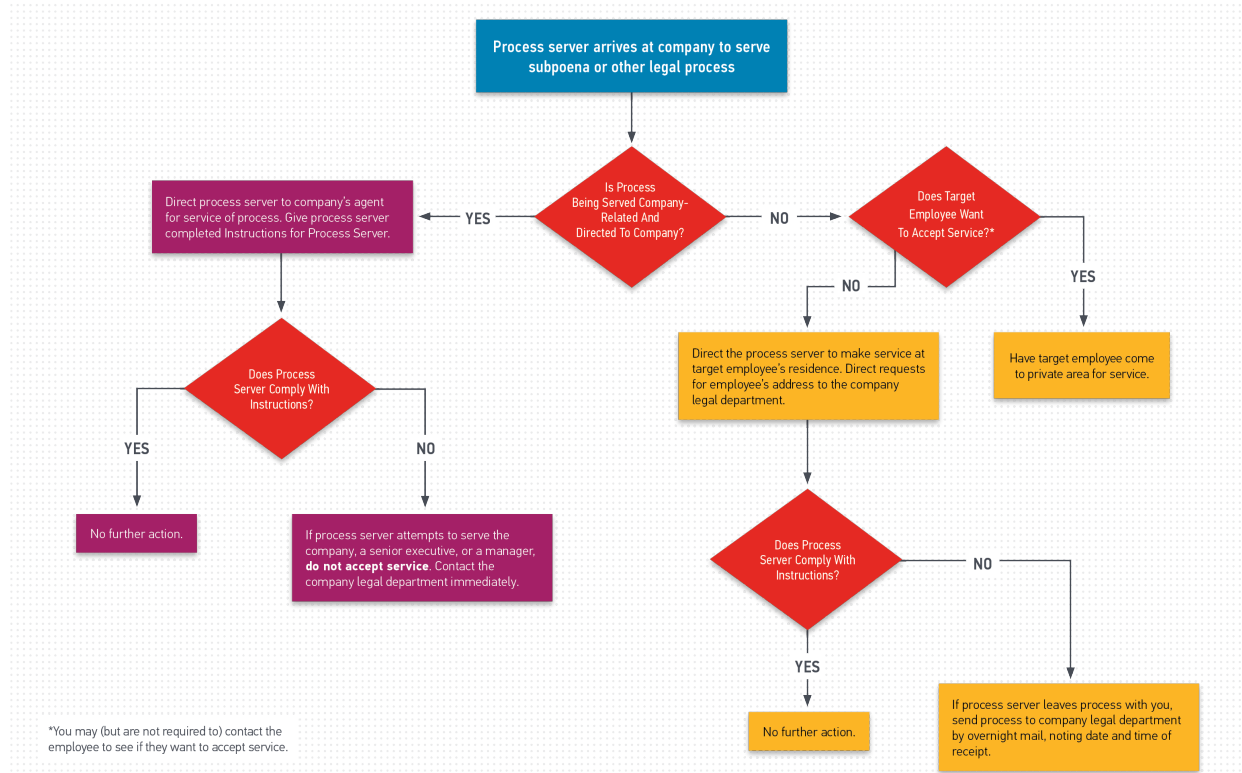 Process server arrives at company to serve
subpoena or other legal process
Is Process
Being Served Company-
Related And
Directed To Company?
YES
NO
Direct process server to company's agent
for service of process. Give process server
completed Instructions for Process Server.
Does Target
Employee Want
To Accept Service?*
NO
YES
Direct the process server to make service at
target employee's residence. Direct requests
for employee's address to the company
legal department.
Have target employee come
to private area for service.
Does Process
Server Comply With
Instructions?
YES
NO
No further action.
If process server attempts to serve the
company, a senior executive, or a manager,
do not accept service. Contact the
company legal department immediately.
Does Process
Server Comply With
Instructions?
NO
YES
No further action.
If process server leaves process with you,
send process to company legal department
by overnight mail, noting date and time of
receipt.
*You may (but are not required to) contact the
employee to see if they want to accept service.